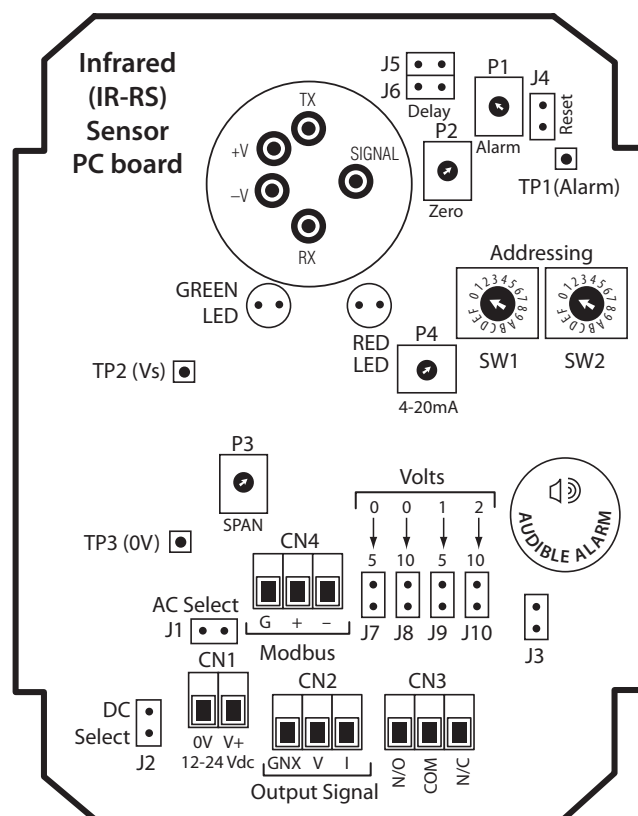 Infrared
(IR-RS)
Sensor
PC board
J5
J6
Delay
P1
Alarm
J4
Reset
TP1(Alarm)
P2
Zero
TX
+V
–V
SIGNAL
RX
GREEN
LED
RED
LED
Addressing
0123456789ABCDEF
SW1
0123456789ABCDEF
SW2
P4
4-20mA
TP2 (Vs)
P3
SPAN
TP3 (0V)
Volts
0 0 1 2
5 10 5 10
J7 J8 J9 J10
AUDIBLE ALARM
J3
CN4
G + –
Modbus
AC Select
J1
CN1
0V V+
12-24 Vdc
DC
Select
J2
CN2
GNX V I
Output Signal
CN3
N/O COM N/C